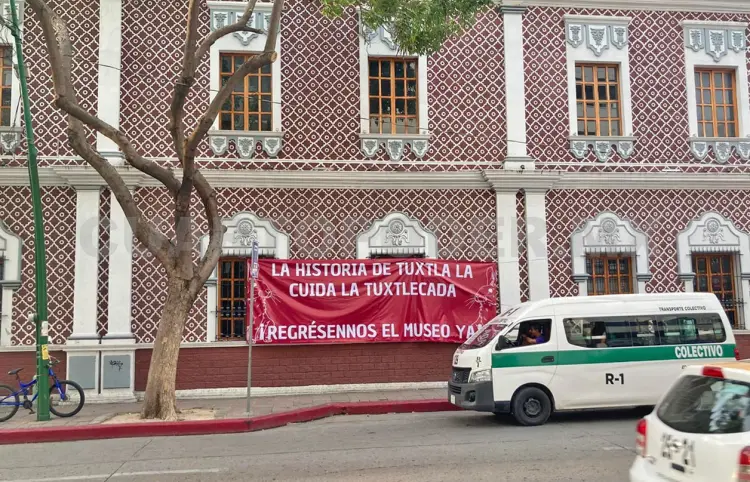 LA HISTORIA DE TUXTLA LA
CUIDA LA TUXTLECADA
¡REGRÉSENNOS EL MUSEO YA!
TRANSPORTE COLECTIVO
COLECTIVO
R-1